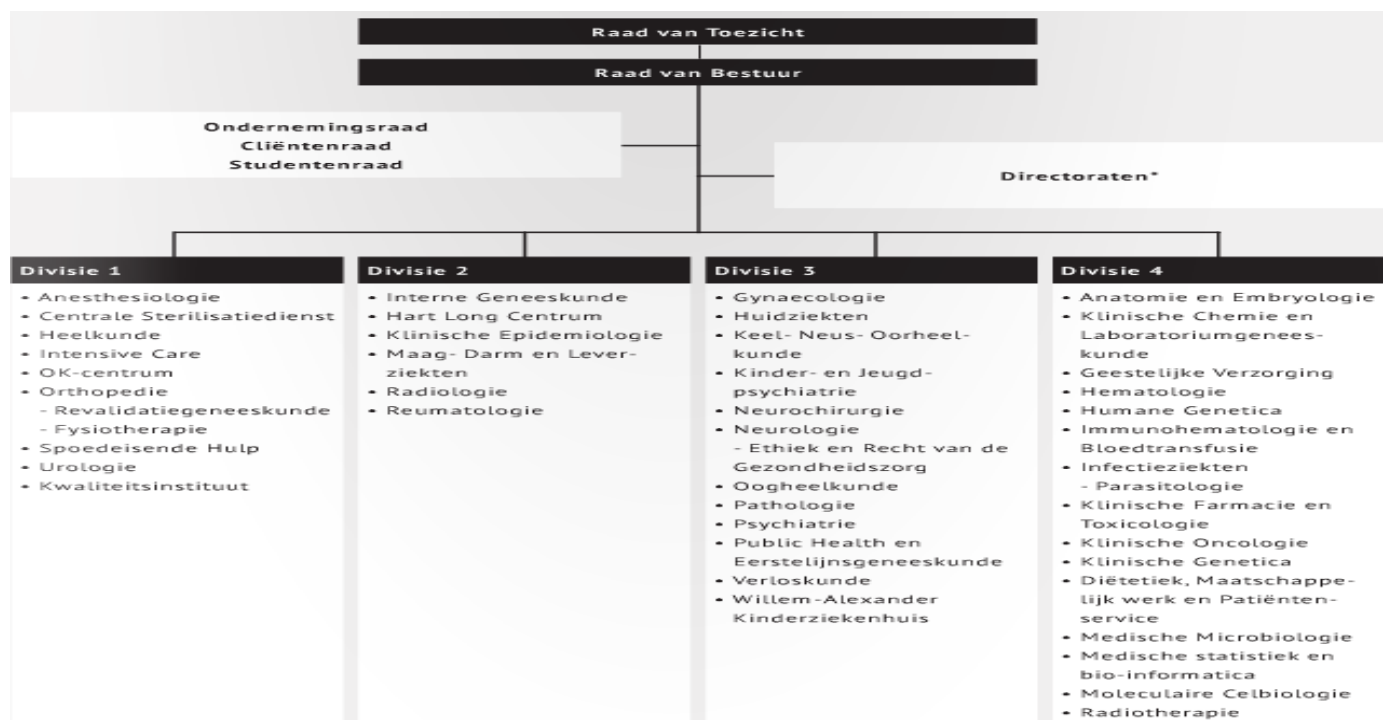 Raad van Toezicht
Raad van Bestuur
Ondernemingsraad
Cliëntenraad
Studentenraad
Directoraten*
Divisie 1
• Anesthesiologie
• Centrale Sterilisatiedienst
• Heelkunde
• Intensive Care
• OK-centrum
• Orthopedie
- Revalidatiegeneeskunde
- Fysiotherapie
• Spoedeisende Hulp
• Urologie
• Kwaliteitsinstituut
Divisie 2
• Interne Geneeskunde
• Hart Long Centrum
• Klinische Epidemiologie
• Maag- Darm en Lever-
ziekten
• Radiologie
• Reumatologie
Divisie 3
• Gynaecologie
• Huidziekten
• Keel- Neus- Oorheel-
kunde
• Kinder- en Jeugd-
psychiatrie
• Neurochirurgie
• Neurologie
- Ethiek en Recht van de
Gezondheidszorg
• Oogheelkunde
• Pathologie
• Psychiatrie
• Public Health en
Eerstelijnsgeneeskunde
• Verloskunde
• Willem-Alexander
Kinderziekenhuis
Divisie 4
• Anatomie en Embryologie
• Klinische Chemie en
Laboratoriumgenees-
kunde
• Geestelijke Verzorging
• Hematologie
• Humane Genetica
• Immunohematologie en
Bloedtransfusie
• Infectieziekten
- Parasitologie
• Klinische Farmacie en
Toxicologie
• Klinische Oncologie
• Klinische Genetica
• Diëtetiek, Maatschappe-
lijk werk en Patiënten-
service
• Medische Microbiologie
• Medische statistiek en
bio-informatica
• Moleculaire Celbiologie
• Radiotherapie